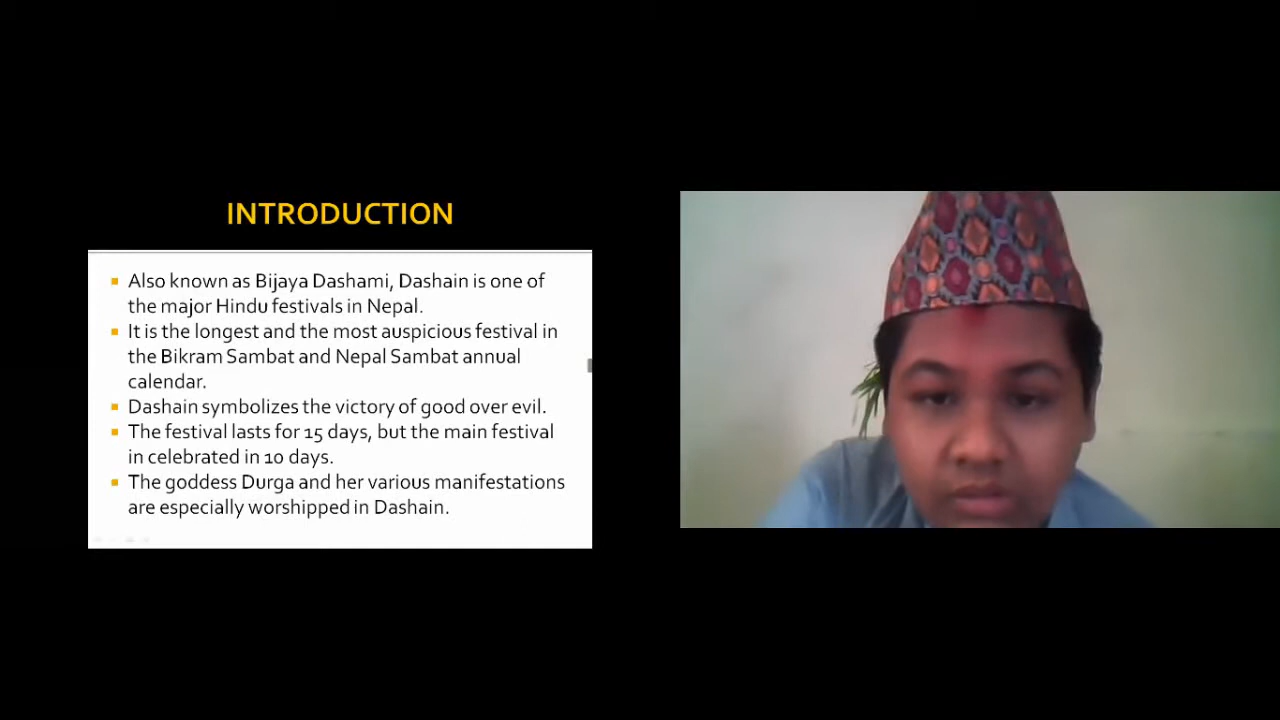 INTRODUCTION
Also known as Bijaya Dashami, Dashain is one of
the major Hindu festivals in Nepal.
It is the longest and the most auspicious festival in
the Bikram Sambat and Nepal Sambat annual
calendar.
Dashain symbolizes the victory of good over evil.
The festival lasts for 15 days, but the main festival
in celebrated in 10 days.
The goddess Durga and her various manifestations
are especially worshipped in Dashain.